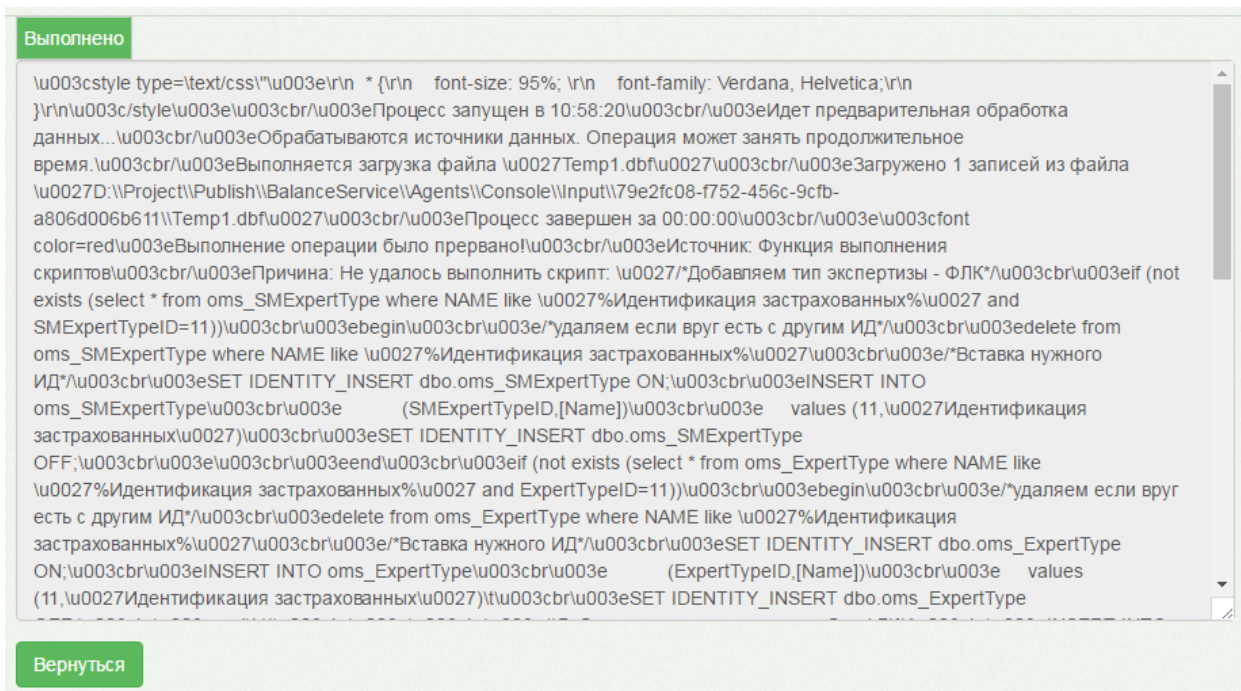 Выполнено
\u003cstyle type=\text/css\"\u003e\r\n * {\r\n font-size: 95%; \r\n font-family: Verdana, Helvetica;\r\n
}\r\n\u003c/style\u003e\u003cbr/\u003eПроцесс запущен в 10:58:20\u003cbr/\u003eИдет предварительная обработка
данных...\u003cbr/\u003eОбрабатываются источники данных. Операция может занять продолжительное
время.\u003cbr/\u003eВыполняется загрузка файла \u0027Temp1.dbf\u0027\u003cbr/\u003eЗагружено 1 записей из файла
\u0027D:\\Project\\Publish\\BalanceService\\Agents\\Console\\Input\\79e2fc08-f752-456c-9cfb-
a806d006b611\\Temp1.dbf\u0027\u003cbr/\u003eПроцесс завершен за 00:00:00\u003cbr/\u003e\u003cfont
color=red\u003eВыполнение операции было прервано!\u003cbr/\u003eИсточник: Функция выполнения
скриптов\u003cbr/\u003eПричина: Не удалось выполнить скрипт: \u0027/*Добавляем тип экспертизы - ФЛК*/\u003cbr\u003eif (not
exists (select * from oms_SMExpertType where NAME like \u0027%Идентификация застрахованных%\u0027 and
SMExpertTypeID=11))\u003cbr\u003ebegin\u003cbr\u003e/*удаляем если вруг есть с другим ИД*/\u003cbr\u003edelete from
oms_SMExpertType where NAME like \u0027%Идентификация застрахованных%\u0027\u003cbr\u003e/*Вставка нужного
ИД*/\u003cbr\u003eSET IDENTITY_INSERT dbo.oms_SMExpertType ON;\u003cbr\u003eINSERT INTO
oms_SMExpertType\u003cbr\u003e (SMExpertTypeID,[Name])\u003cbr\u003e values (11,\u0027Идентификация
застрахованных\u0027)\u003cbr\u003eSET IDENTITY_INSERT dbo.oms_SMExpertType
OFF;\u003cbr\u003e\u003cbr\u003eend\u003cbr\u003eif (not exists (select * from oms_ExpertType where NAME like
\u0027%Идентификация застрахованных%\u0027 and ExpertTypeID=11))\u003cbr\u003ebegin\u003cbr\u003e/*удаляем если вруг
есть с другим ИД*/\u003cbr\u003edelete from oms_ExpertType where NAME like \u0027%Идентификация
застрахованных%\u0027\u003cbr\u003e/*Вставка нужного ИД*/\u003cbr\u003eSET IDENTITY_INSERT dbo.oms_ExpertType
ON;\u003cbr\u003eINSERT INTO oms_ExpertType\u003cbr\u003e (ExpertTypeID,[Name])\u003cbr\u003e values
(11,\u0027Идентификация застрахованных\u0027)\t\u003cbr\u003eSET IDENTITY_INSERT dbo.oms_ExpertType
Вернуться